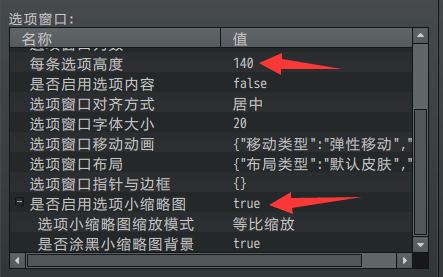 选项窗口:
名称 值
选项窗口列数
每条选项高度 140
是否启用选项内容 false
选项窗口对齐方式 居中
选项窗口字体大小 20
选项窗口移动动画 {"移动类型":"弹性移动","
选项窗口布局 {"布局类型":"默认皮肤","
选项窗口指针与边框 {}
是否启用选项小缩略图 true
选项小缩略图缩放模式 等比缩放
是否涂黑小缩略图背景 true